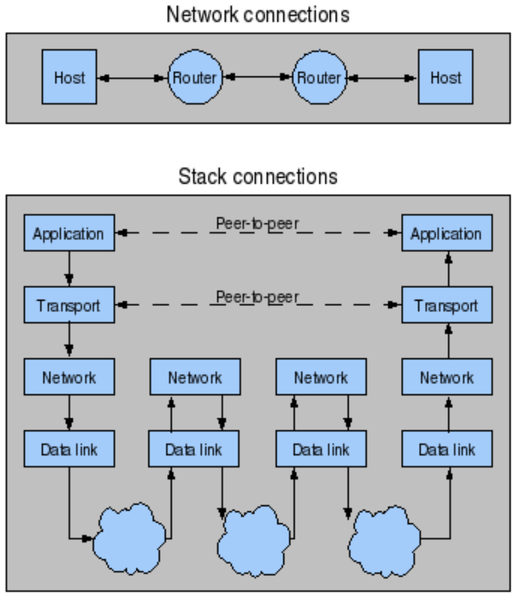 Network connections
Host Router Router Host
Stack connections
Application Peer-to-peer Application
Transport Peer-to-peer Transport
Network Network Network Network
Data link Data link Data link Data link